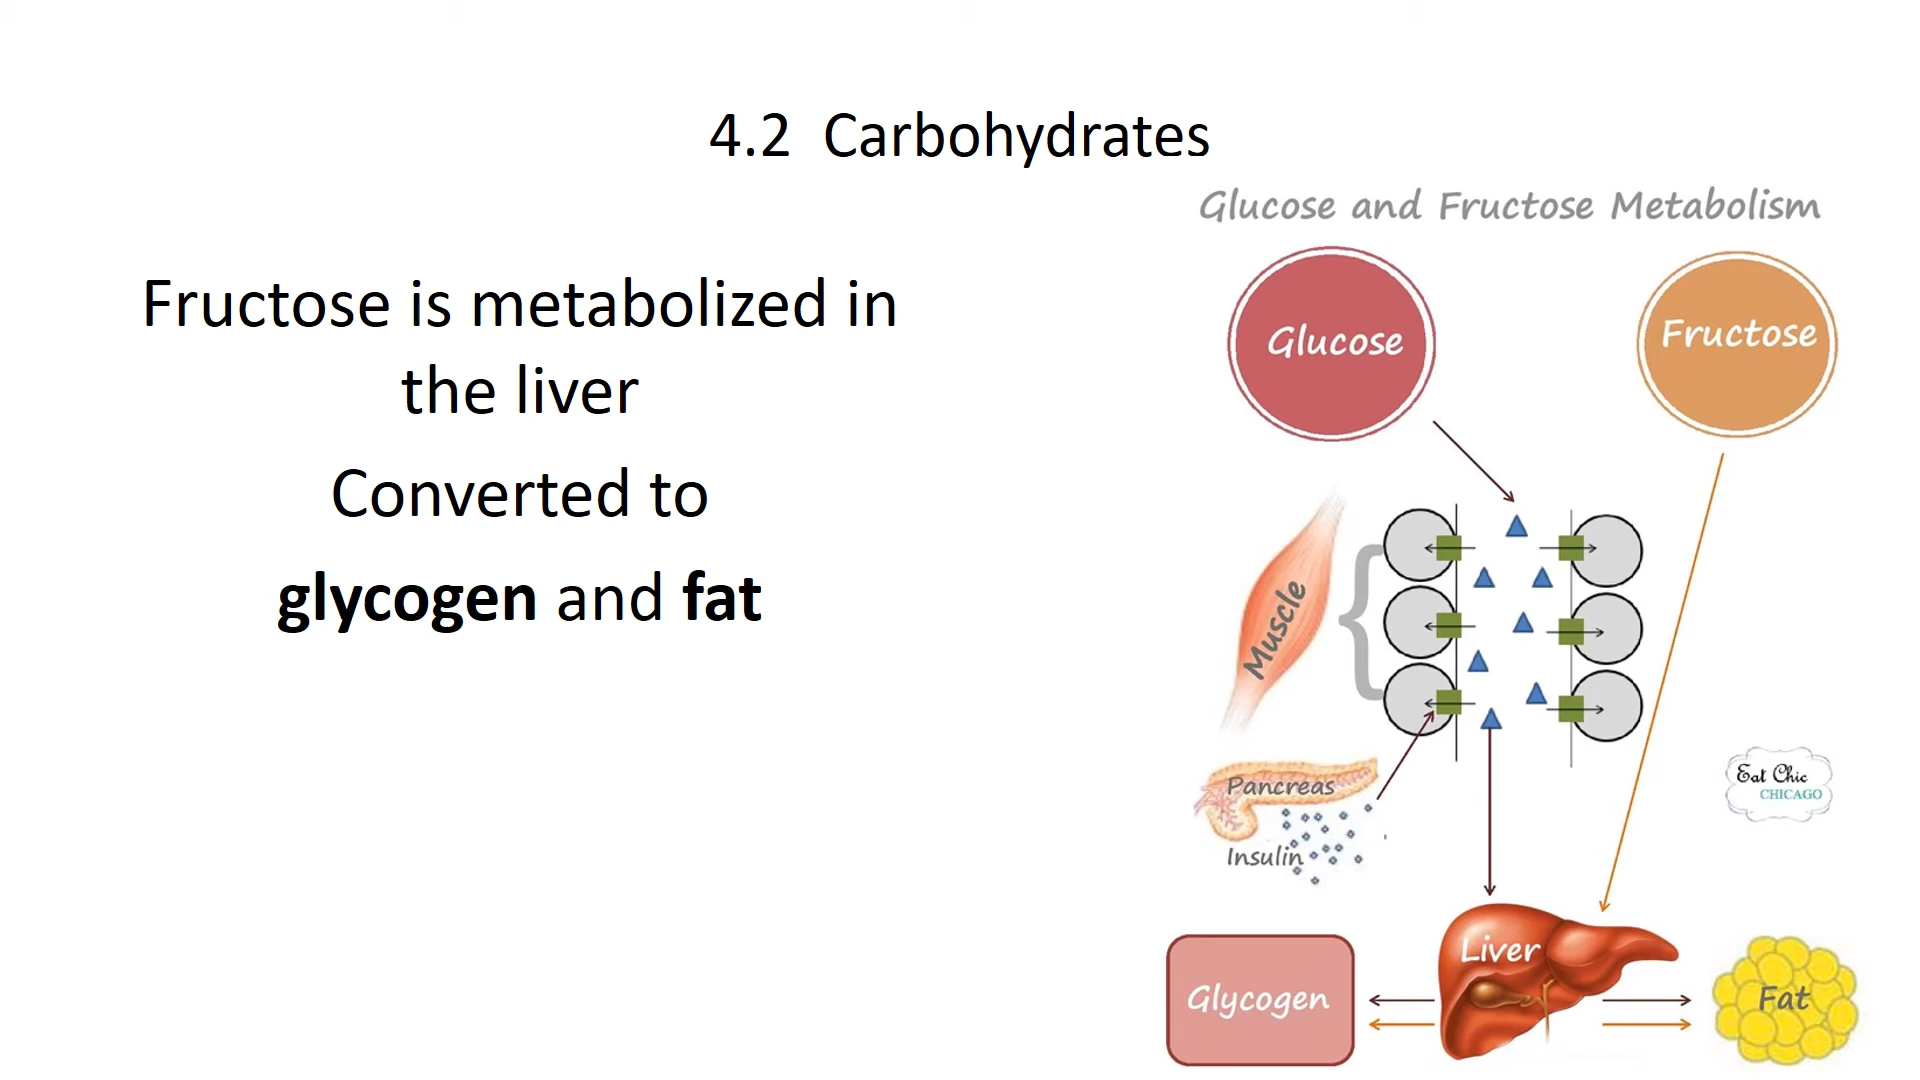 4.2  Carbohydrates
Fructose is metabolized in
the liver
Converted to
glycogen and fat
Glucose and Fructose Metabolism
Glucose
Fructose
Muscle
Pancreas
Insulin
Eat Chic
CHICAGO
Liver
Glycogen
Fat